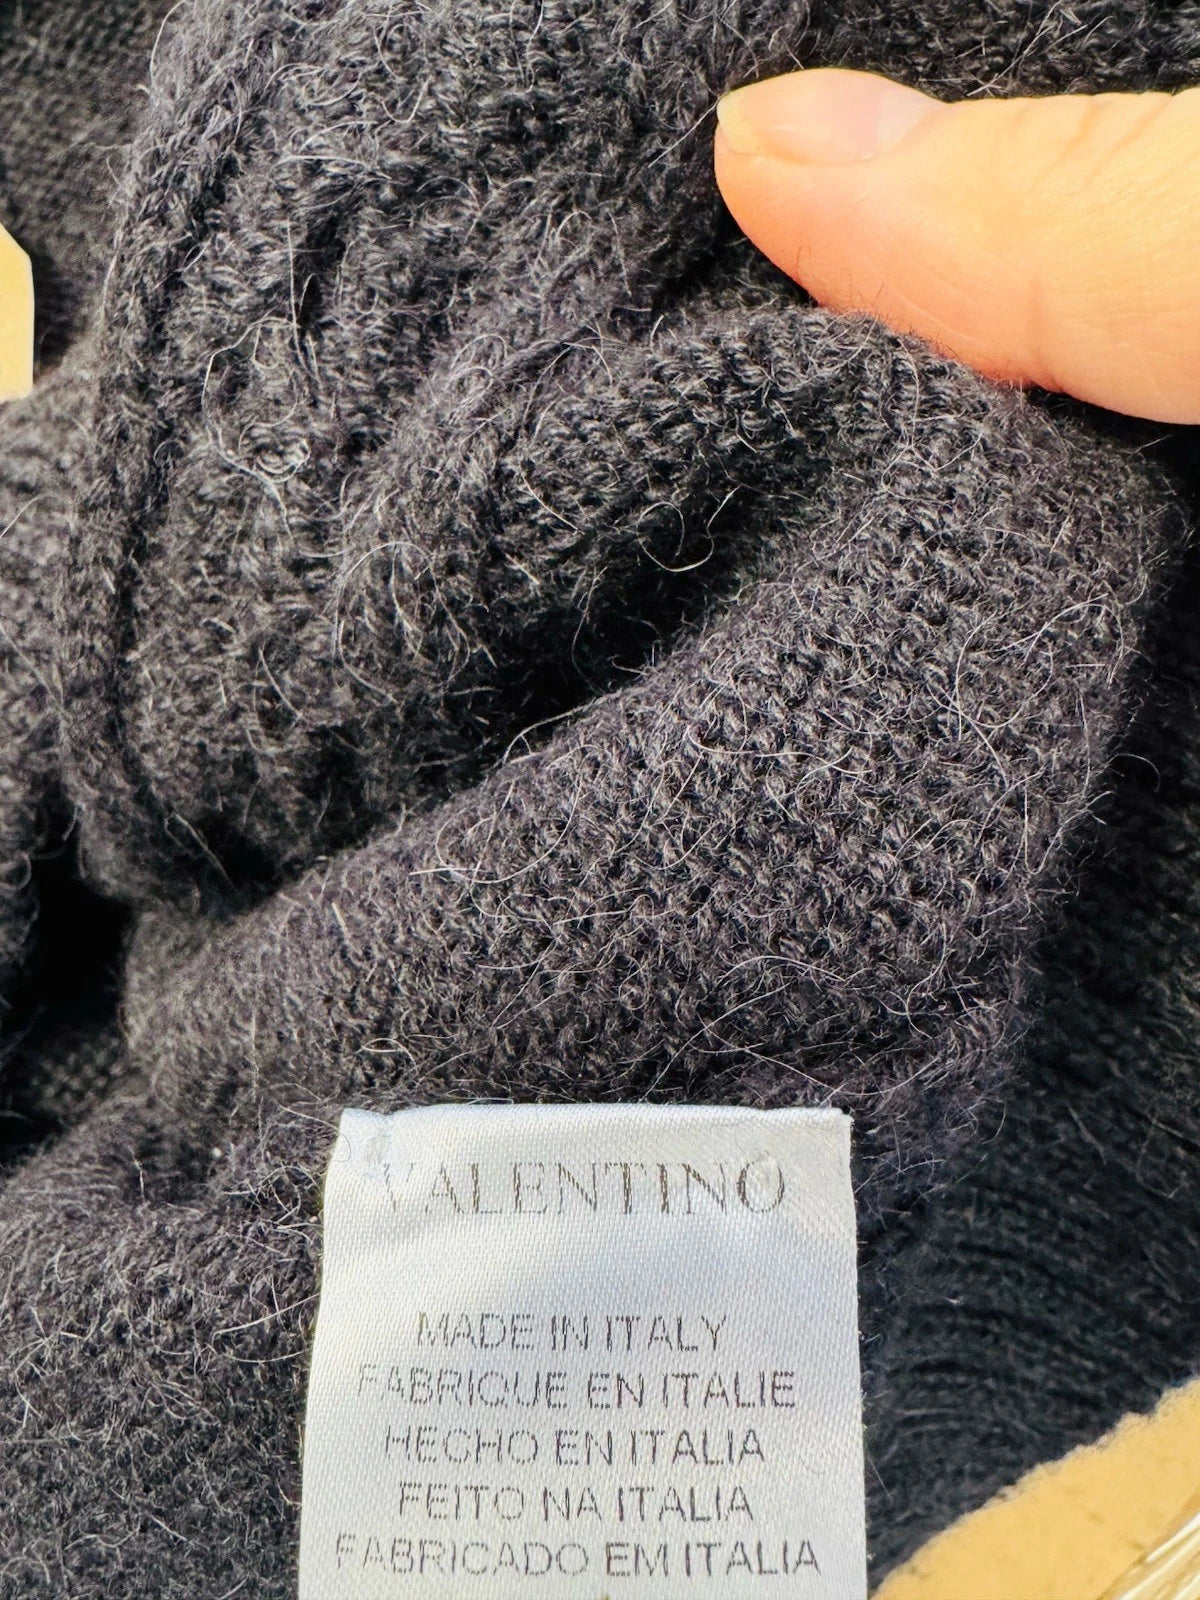 VALENTINO
MADE IN ITALY
FABRIQUE EN ITALIE
HECHO EN ITALIA
FEITO NA ITALIA
FABRICADO EM ITALIA